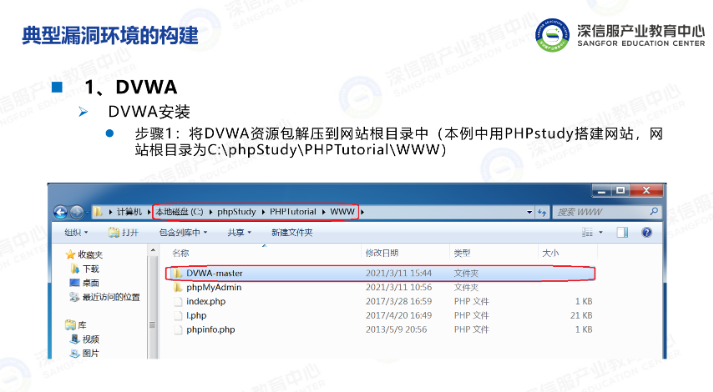 典型漏洞环境的构建
深信服产业教育中心
SANGFOR EDUCATION CENTER
1、DVWA
DVWA安装
步骤1：将DVWA资源包解压到网站根目录中（本例中用PHPstudy搭建网站，网
站根目录为C:\phpStudy\PHPTutorial\WWW）
计算机 本地磁盘 (C:) phpStudy PHPTutorial WWW 搜索 WWW
组织 打开 包含到库中 共享 新建文件夹
收藏夹
下载
桌面
最近访问的位置
库
视频
图片
名称 修改日期 类型 大小
DVWA-master 2021/3/11 15:44 文件夹
phpMyAdmin 2021/3/11 10:56 文件夹
index.php 2017/3/28 16:59 PHP 文件 1 KB
l.php 2017/4/20 16:49 PHP 文件 21 KB
phpinfo.php 2013/5/9 20:56 PHP 文件 1 KB